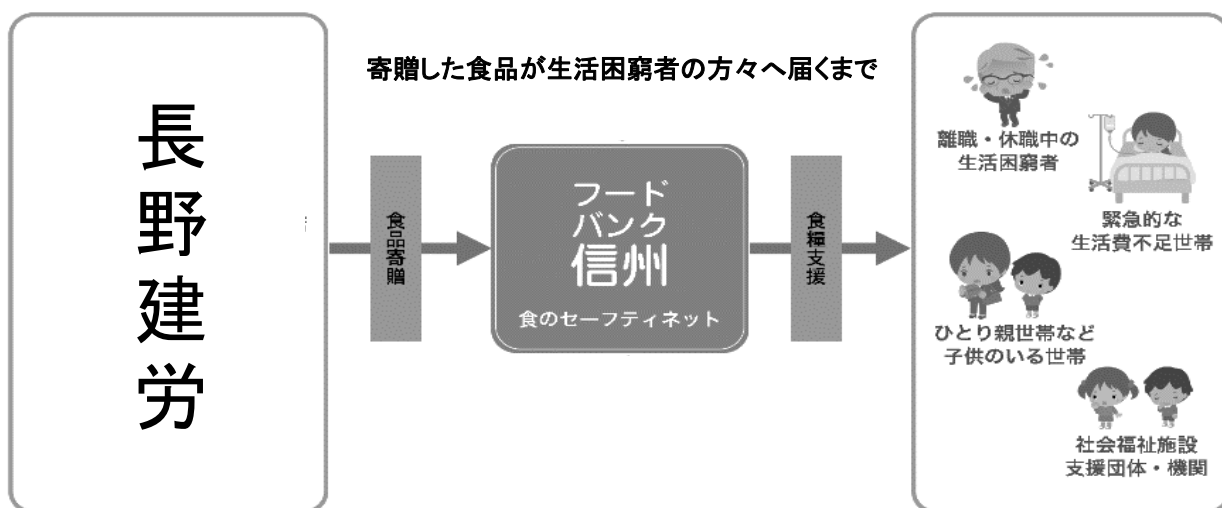 寄贈した食品が生活困窮者の方々へ届くまで
長野建労
食品寄贈
フード
バンク
信州
食のセーフティネット
食糧支援
離職・休職中の
生活困窮者
緊急的な
生活費不足世帯
ひとり親世帯など
子供のいる世帯
社会福祉施設
支援団体・機関